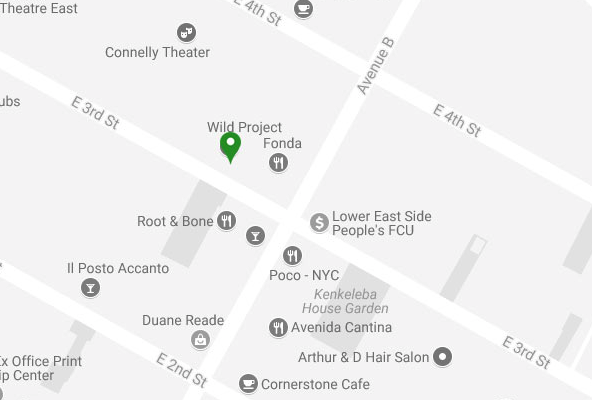 Theatre East
E 4th St
Connelly Theater
Avenue B
ubs
E 3rd St
E 4th St
Wild Project
Fonda
Root & Bone
Lower East Side
People's FCU
Il Posto Accanto
Poco - NYC
Kenkeleba
House Garden
Duane Reade
Avenida Cantina
E 3rd St
Arthur & D Hair Salon
Ex Office Print
ip Center
E 2nd St
Cornerstone Cafe